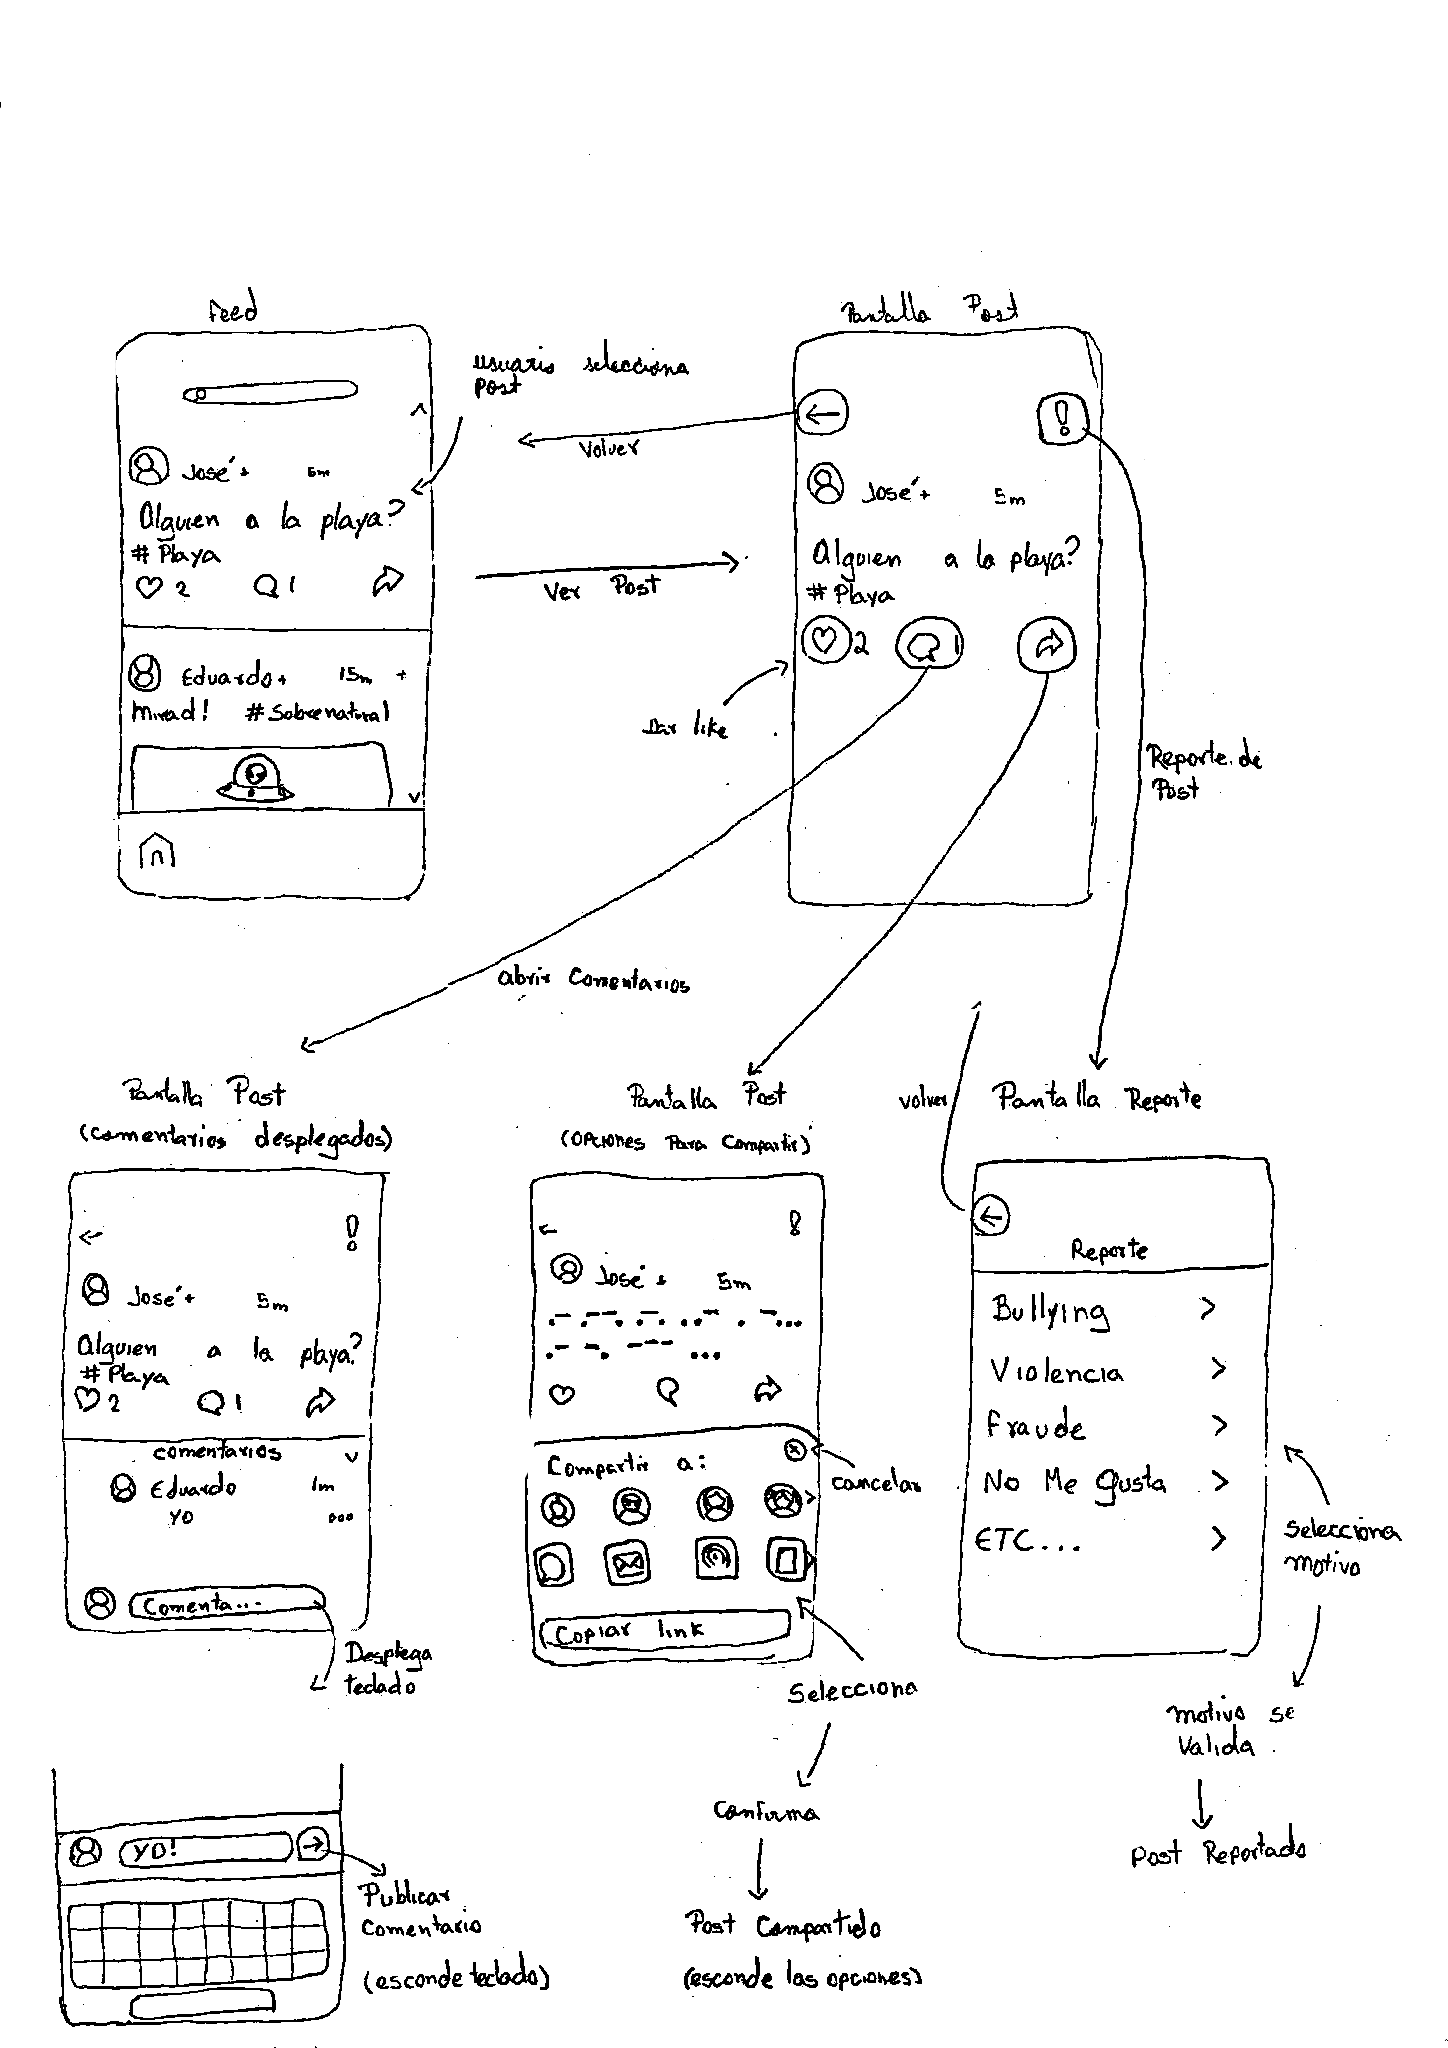 Feed
usuario selecciona
Post
José+ 5m
Alguien a la playa?
#Playa
2 1
Eduardo+ 15m +
Mirad! #Sobrenatural
Volver
Ver Post
Pantalla Post
José+ 5m
Alguien a la playa?
#Playa
2 1
Dar like
Reporte de
Post
abrir Comentarios
Pantalla Post
(comentarios desplegados)
José+ 5m
Alguien a la playa?
#Playa
2 1
comentarios
Eduardo 1m
YO
Comenta...
Desplega
teclado
YO!
Publicar
Comentario
(esconde teclado)
Pantalla Post
(Opciones Para Compartir)
José+ 5m
Compartir a:
Cancelar
Copiar link
Selecciona
Confirma
Post Compartido
(esconde las opciones)
volver
Pantalla Reporte
Reporte
Bullying >
Violencia >
Fraude >
No Me Gusta >
ETC... >
Selecciona
Motivo
Motivo se
Valida
Post Reportado